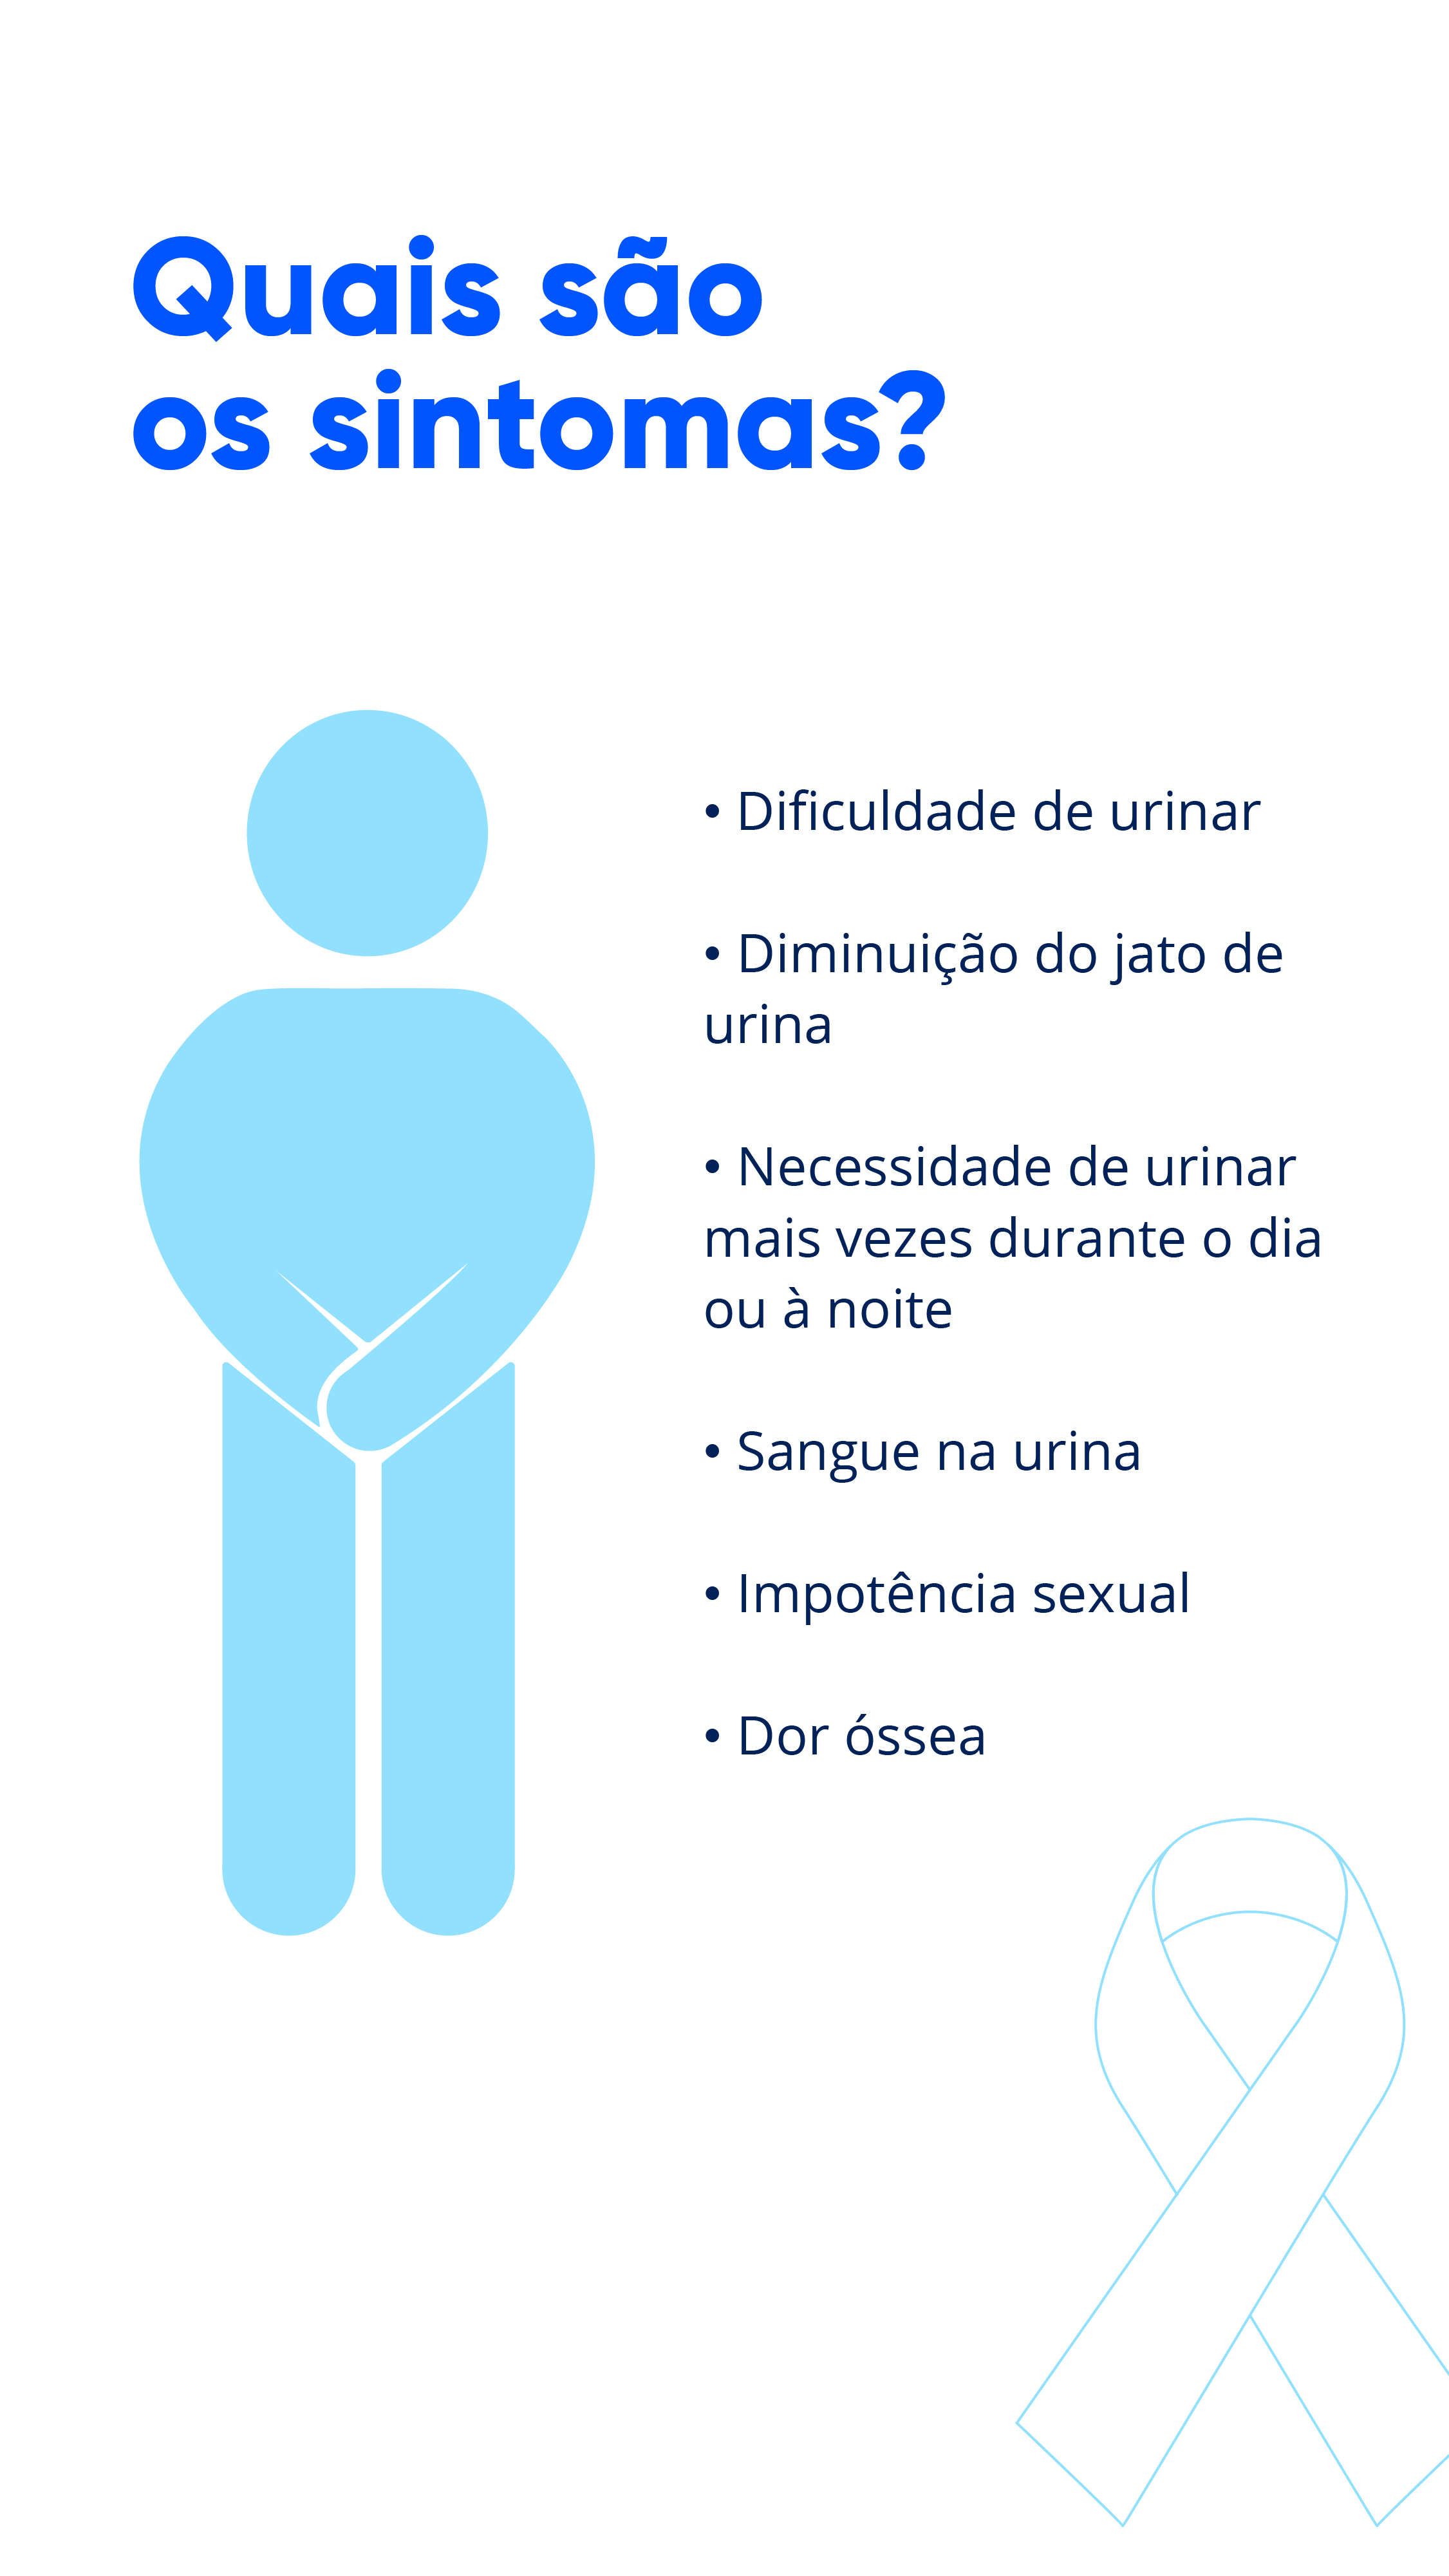 Quais são
os sintomas?
• Dificuldade de urinar
• Diminuição do jato de
urina
• Necessidade de urinar
mais vezes durante o dia
ou à noite
• Sangue na urina
• Impotência sexual
• Dor óssea